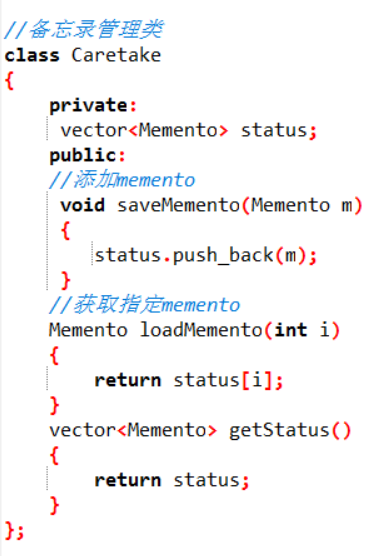 //备忘录管理类
class Caretake
{
    private:
     vector<Memento> status;
    public:
    //添加memento
     void saveMemento(Memento m)
     {
        status.push_back(m);
     }
    //获取指定memento
    Memento loadMemento(int i)
    {
        return status[i];
    }
    vector<Memento> getStatus()
    {
        return status;
    }
};